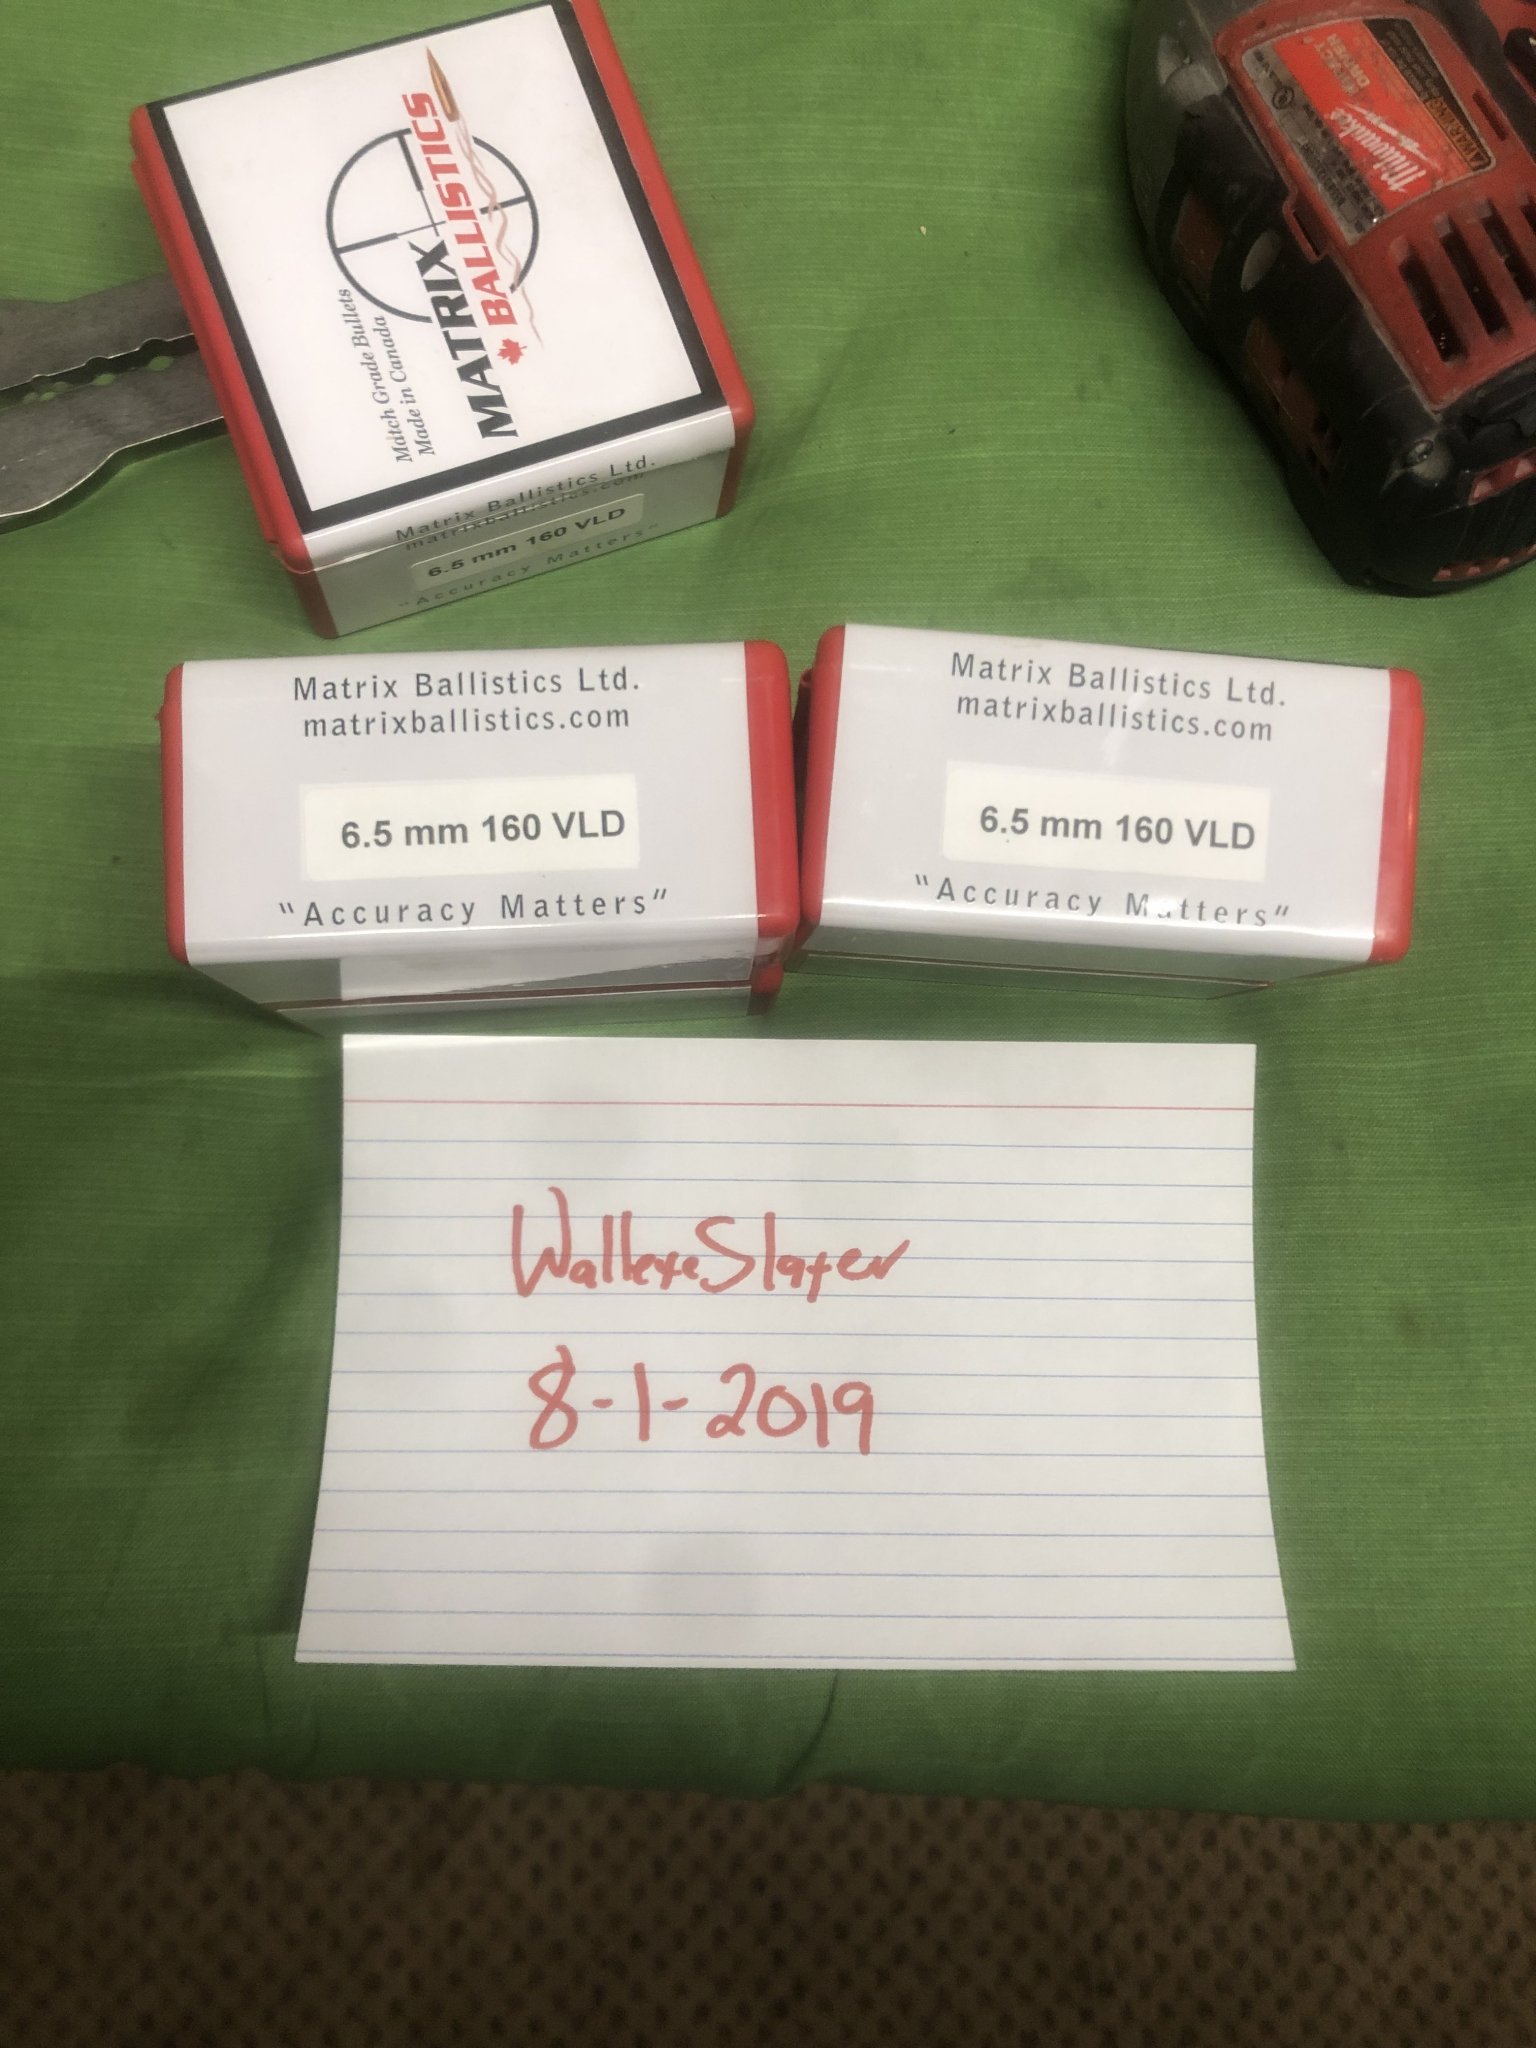 Match Grade Bullets
Made in Canada
MATRIX
BALLISTICS
Matrix Ballistics Ltd.
matrixballistics.com
6.5 mm 160 VLD
"Accuracy Matters"
Milwaukee
WARNING
Matrix Ballistics Ltd.
matrixballistics.com
6.5 mm 160 VLD
"Accuracy Matters"
Matrix Ballistics Ltd.
matrixballistics.com
6.5 mm 160 VLD
"Accuracy Matters"
WalleyeSlayer
8-1-2019